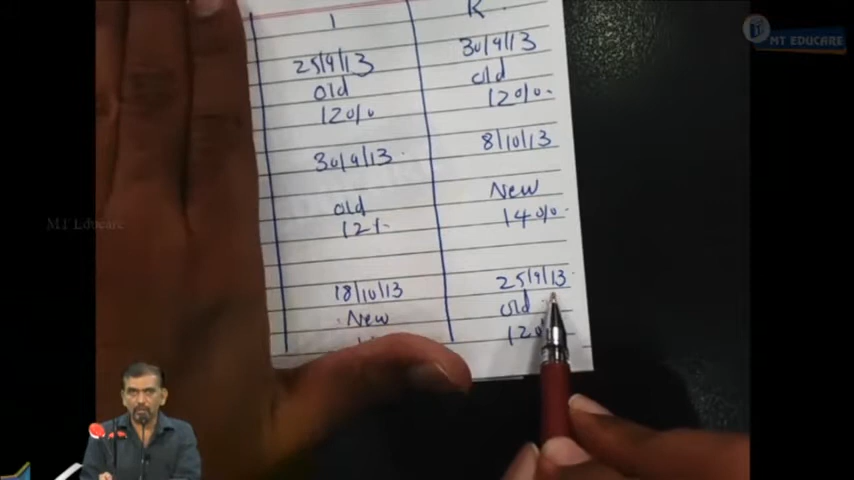 MT EDUCARE
MT Educare
1 R.
25/9/13 30/9/13
old old
12% 12%.
30/9/13. 8/10/13
old New
12%. 14%.
18/10/13 25/9/13
New old